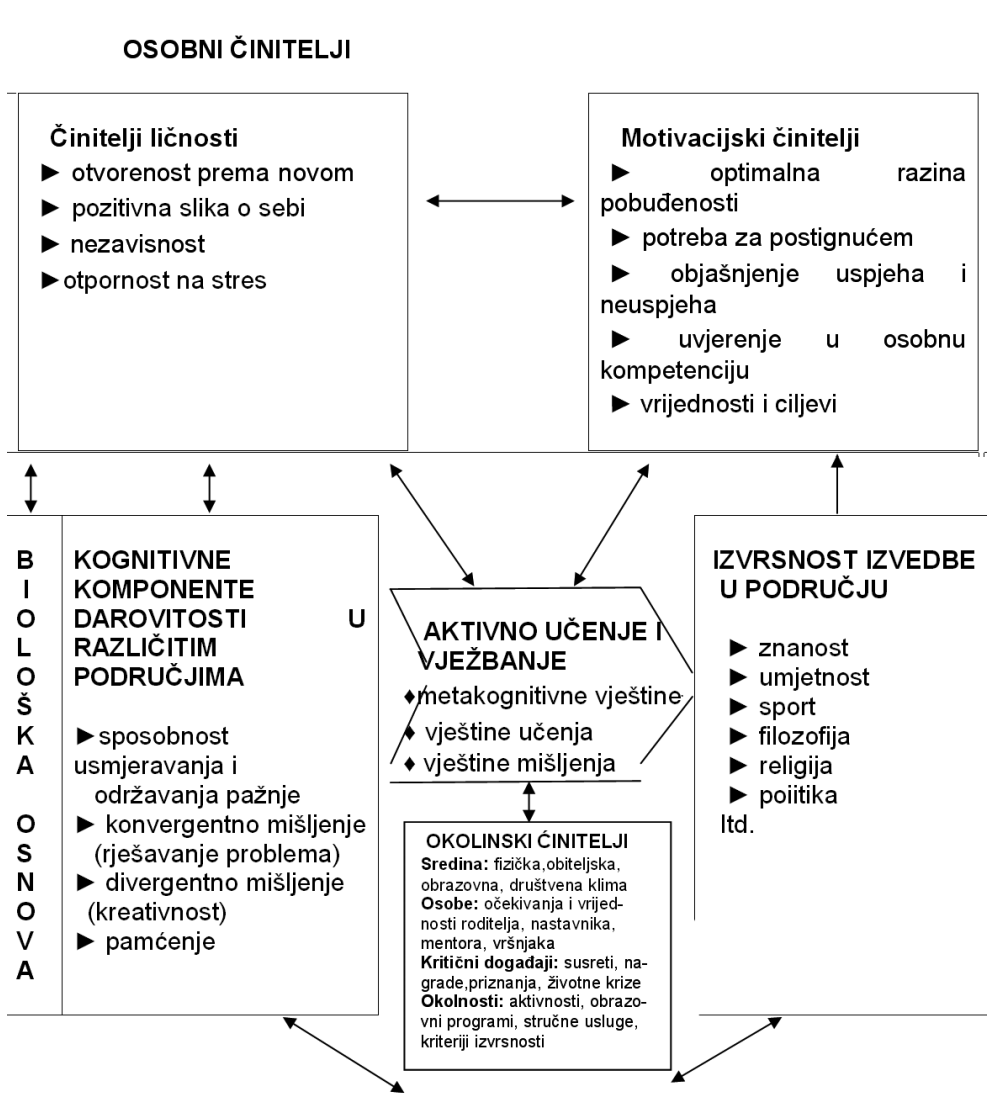 OSOBNI ČINITELJI
Činitelji ličnosti
► otvorenost prema novom
► pozitivna slika o sebi
► nezavisnost
►otpornost na stres
Motivacijski činitelji
► optimalna razina
pobuđenosti
► potreba za postignućem
► objašnjenje uspjeha i
neuspjeha
► uvjerenje u osobnu
kompetenciju
► vrijednosti i ciljevi
B
I
O
L
O
Š
K
A
O
S
N
O
V
A
KOGNITIVNE
KOMPONENTE
DAROVITOSTI U
RAZLIČITIM
PODRUČJIMA
►sposobnost
usmjeravanja i
održavanja pažnje
► konvergentno mišljenje
(rješavanje problema)
► divergentno mišljenje
(kreativnost)
► pamćenje
AKTIVNO UČENJE I
VJEŽBANJE
♦metakognitivne vještine
♦ vještine učenja
♦ vještine mišljenja
OKOLINSKI ĆINITELJI
Sredina: fizička,obiteljska,
obrazovna, društvena klima
Osobe: očekivanja i vrijed-
nosti roditelja, nastavnika,
mentora, vršnjaka
Kritični događaji: susreti, na-
grade,priznanja, životne krize
Okolnosti: aktivnosti, obrazo-
vni programi, stručne usluge,
kriteriji izvrsnosti
IZVRSNOST IZVEDBE
U PODRUČJU
► znanost
► umjetnost
► sport
► filozofija
► religija
► poiitika
Itd.